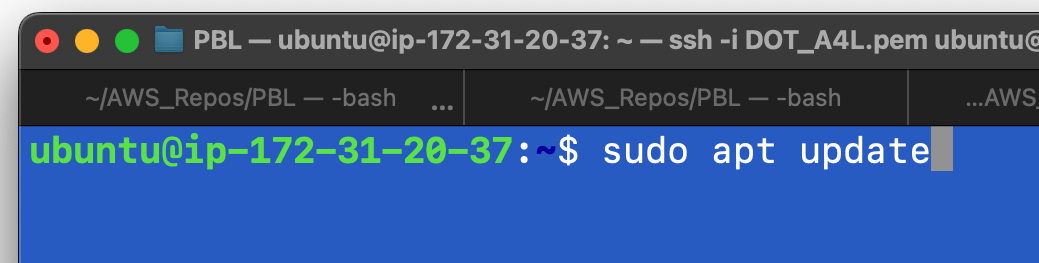 PBL — ubuntu@ip-172-31-20-37: ~ — ssh -i DOT_A4L.pem ubuntu@
~/AWS_Repos/PBL — -bash ... ~/AWS_Repos/PBL — -bash ...AWS_
ubuntu@ip-172-31-20-37:~$ sudo apt update